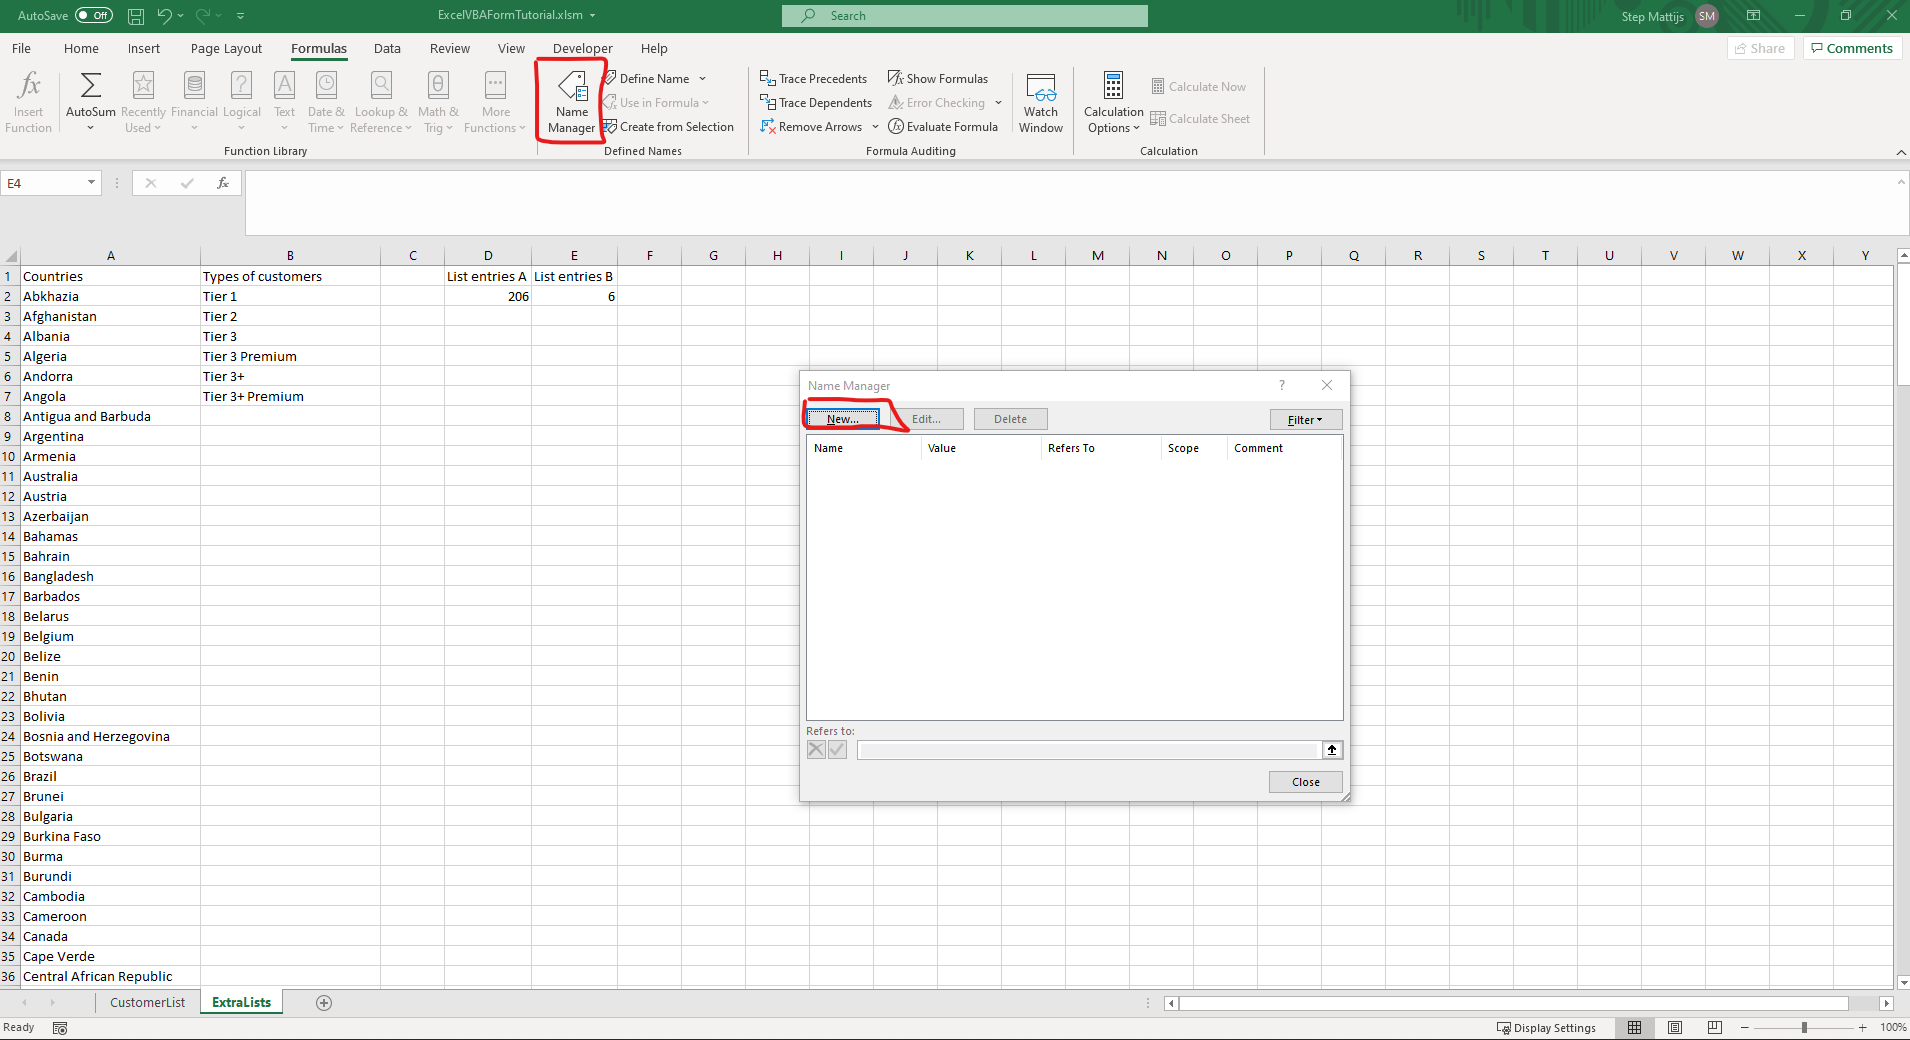 AutoSave Off ExcelVBAFormTutorial.xlsm Search Step Mattijs SM
File Home Insert Page Layout Formulas Data Review View Developer Help Share Comments
fx Insert Function
AutoSum
Recently Used
Financial
Logical
Text
Date & Time
Lookup & Reference
Math & Trig
More Functions
Function Library
Name Manager
Define Name
Use in Formula
Create from Selection
Defined Names
Trace Precedents
Trace Dependents
Remove Arrows
Show Formulas
Error Checking
Evaluate Formula
Formula Auditing
Watch Window
Calculation Options
Calculate Now
Calculate Sheet
Calculation
E4 fx
A B C D E F G H I J K L M N O P Q R S T U V W X Y
1 Countries Types of customers List entries A List entries B
2 Abkhazia Tier 1 206 6
3 Afghanistan Tier 2
4 Albania Tier 3
5 Algeria Tier 3 Premium
6 Andorra Tier 3+
7 Angola Tier 3+ Premium
8 Antigua and Barbuda
9 Argentina
10 Armenia
11 Australia
12 Austria
13 Azerbaijan
14 Bahamas
15 Bahrain
16 Bangladesh
17 Barbados
18 Belarus
19 Belgium
20 Belize
21 Benin
22 Bhutan
23 Bolivia
24 Bosnia and Herzegovina
25 Botswana
26 Brazil
27 Brunei
28 Bulgaria
29 Burkina Faso
30 Burma
31 Burundi
32 Cambodia
33 Cameroon
34 Canada
35 Cape Verde
36 Central African Republic
Name Manager ?
New... Edit... Delete Filter
Name Value Refers To Scope Comment
Refers to:
Close
CustomerList ExtraLists
Ready Display Settings 100%